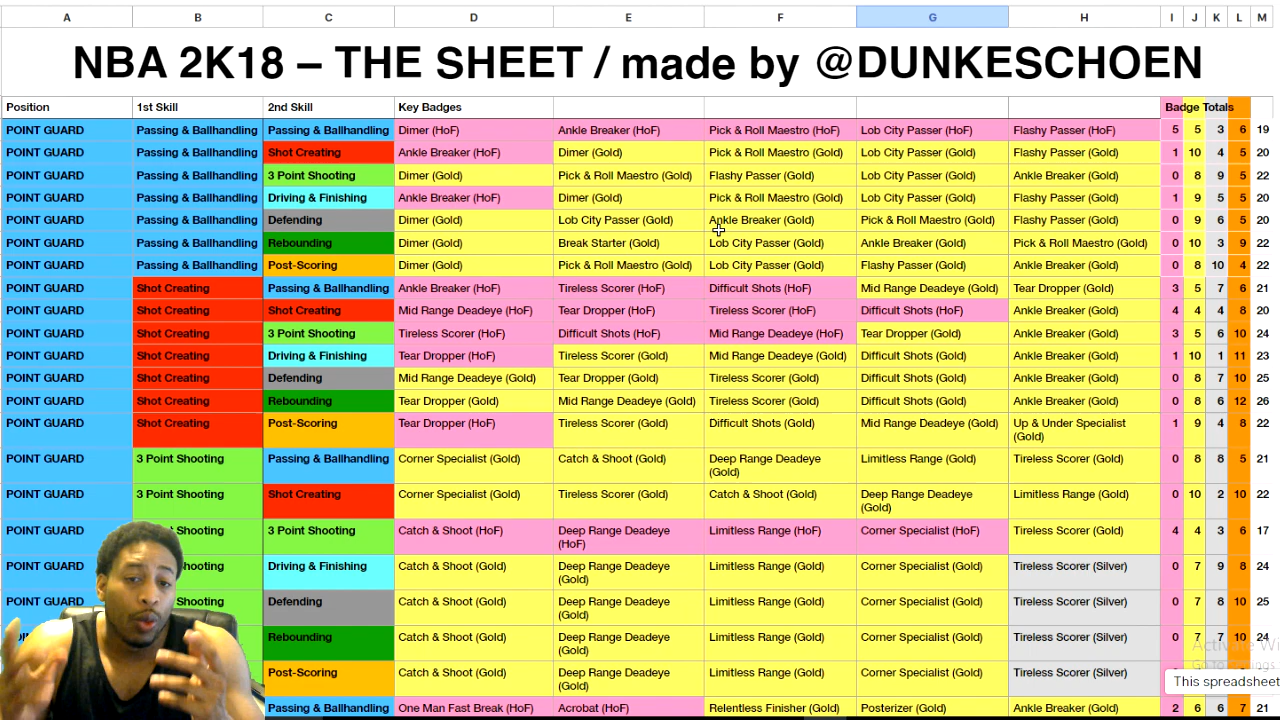 A B C D E F G H I J K L M
NBA 2K18 – THE SHEET / made by @DUNKESCHOEN
Position 1st Skill 2nd Skill Key Badges Badge Totals
POINT GUARD Passing & Ballhandling Passing & Ballhandling Dimer (HoF) Ankle Breaker (HoF) Pick & Roll Maestro (HoF) Lob City Passer (HoF) Flashy Passer (HoF) 5 5 3 6 19
POINT GUARD Passing & Ballhandling Shot Creating Ankle Breaker (HoF) Dimer (Gold) Pick & Roll Maestro (Gold) Lob City Passer (Gold) Flashy Passer (Gold) 1 10 4 5 20
POINT GUARD Passing & Ballhandling 3 Point Shooting Dimer (Gold) Pick & Roll Maestro (Gold) Flashy Passer (Gold) Lob City Passer (Gold) Ankle Breaker (Gold) 0 8 9 5 22
POINT GUARD Passing & Ballhandling Driving & Finishing Ankle Breaker (HoF) Dimer (Gold) Pick & Roll Maestro (Gold) Lob City Passer (Gold) Flashy Passer (Gold) 1 9 5 5 20
POINT GUARD Passing & Ballhandling Defending Dimer (Gold) Lob City Passer (Gold) Ankle Breaker (Gold) Pick & Roll Maestro (Gold) Flashy Passer (Gold) 0 9 6 5 20
POINT GUARD Passing & Ballhandling Rebounding Dimer (Gold) Break Starter (Gold) Lob City Passer (Gold) Ankle Breaker (Gold) Pick & Roll Maestro (Gold) 0 10 3 9 22
POINT GUARD Passing & Ballhandling Post-Scoring Dimer (Gold) Pick & Roll Maestro (Gold) Lob City Passer (Gold) Flashy Passer (Gold) Ankle Breaker (Gold) 0 8 10 4 22
POINT GUARD Shot Creating Passing & Ballhandling Ankle Breaker (HoF) Tireless Scorer (HoF) Difficult Shots (HoF) Mid Range Deadeye (Gold) Tear Dropper (Gold) 3 5 7 6 21
POINT GUARD Shot Creating Shot Creating Mid Range Deadeye (HoF) Tear Dropper (HoF) Tireless Scorer (HoF) Difficult Shots (HoF) Ankle Breaker (Gold) 4 4 4 8 20
POINT GUARD Shot Creating 3 Point Shooting Tireless Scorer (HoF) Difficult Shots (HoF) Mid Range Deadeye (HoF) Tear Dropper (Gold) Ankle Breaker (Gold) 3 5 6 10 24
POINT GUARD Shot Creating Driving & Finishing Tear Dropper (HoF) Tireless Scorer (Gold) Mid Range Deadeye (Gold) Difficult Shots (Gold) Ankle Breaker (Gold) 1 10 1 11 23
POINT GUARD Shot Creating Defending Mid Range Deadeye (Gold) Tear Dropper (Gold) Tireless Scorer (Gold) Difficult Shots (Gold) Ankle Breaker (Gold) 0 8 7 10 25
POINT GUARD Shot Creating Rebounding Tear Dropper (Gold) Mid Range Deadeye (Gold) Tireless Scorer (Gold) Difficult Shots (Gold) Ankle Breaker (Gold) 0 8 6 12 26
POINT GUARD Shot Creating Post-Scoring Tear Dropper (HoF) Tireless Scorer (Gold) Difficult Shots (Gold) Mid Range Deadeye (Gold) Up & Under Specialist 1 9 4 8 22
(Gold)
POINT GUARD 3 Point Shooting Passing & Ballhandling Corner Specialist (Gold) Catch & Shoot (Gold) Deep Range Deadeye Limitless Range (Gold) Tireless Scorer (Gold) 0 8 8 5 21
(Gold)
POINT GUARD 3 Point Shooting Shot Creating Corner Specialist (Gold) Tireless Scorer (Gold) Catch & Shoot (Gold) Deep Range Deadeye Limitless Range (Gold) 0 10 2 10 22
(Gold)
POINT GUARD Shooting 3 Point Shooting Catch & Shoot (HoF) Deep Range Deadeye Limitless Range (HoF) Corner Specialist (HoF) Tireless Scorer (Gold) 4 4 3 6 17
(HoF)
POINT GUARD Driving & Finishing Catch & Shoot (Gold) Deep Range Deadeye Limitless Range (Gold) Corner Specialist (Gold) Tireless Scorer (Silver) 0 7 9 8 24
(Gold)
POINT GUARD Defending Catch & Shoot (Gold) Deep Range Deadeye Limitless Range (Gold) Corner Specialist (Gold) Tireless Scorer (Silver) 0 7 8 10 25
(Gold)
Rebounding Catch & Shoot (Gold) Deep Range Deadeye Limitless Range (Gold) Corner Specialist (Gold) Tireless Scorer (Silver) 0 7 7 10 24
(Gold)
Post-Scoring Catch & Shoot (Gold) Deep Range Deadeye Limitless Range (Gold) Corner Specialist (Gold) Tireless Scorer (Silver)
(Gold)
This spreadsheet
Passing & Ballhandling One Man Fast Break (HoF) Acrobat (HoF) Relentless Finisher (Gold) Posterizer (Gold) Ankle Breaker (Gold) 2 6 6 7 21